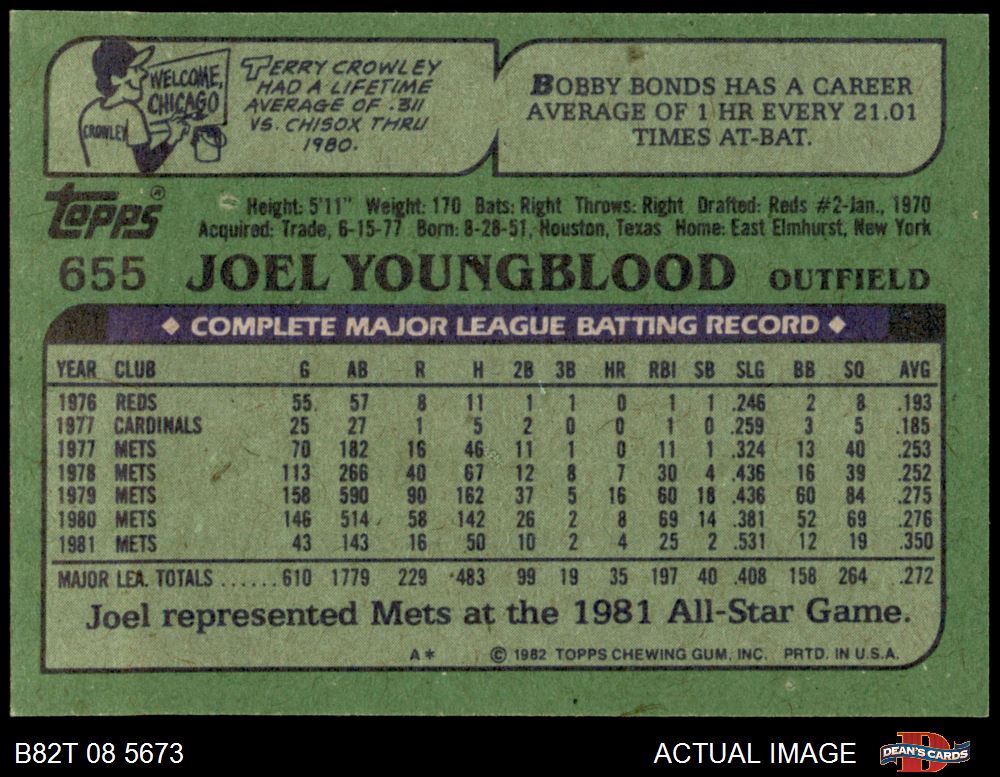 WELCOME, CHICAGO
CROWLEY
TERRY CROWLEY
HAD A LIFETIME
AVERAGE OF .311
VS. CHISOX THRU
1980.
BOBBY BONDS HAS A CAREER
AVERAGE OF 1 HR EVERY 21.01
TIMES AT-BAT.
Topps®
Height: 5'11" Weight: 170 Bats: Right Throws: Right Drafted: Reds #2-Jan., 1970
Acquired: Trade, 6-15-77 Born: 8-28-51, Houston, Texas Home: East Elmhurst, New York
655 JOEL YOUNGBLOOD OUTFIELD
◆ COMPLETE MAJOR LEAGUE BATTING RECORD ◆
YEAR CLUB G AB R H 2B 3B HR RBI SB SLG BB SO AVG
1976 REDS 55 57 8 11 1 1 0 1 1 .246 2 8 .193
1977 CARDINALS 25 27 1 5 2 0 0 1 0 .259 3 5 .185
1977 METS 70 182 16 46 11 1 0 11 1 .324 13 40 .253
1978 METS 113 266 40 67 12 8 7 30 4 .436 16 39 .252
1979 METS 158 590 90 162 37 5 16 60 18 .436 60 84 .275
1980 METS 146 514 58 142 26 2 8 69 14 .381 52 69 .276
1981 METS 43 143 16 50 10 2 4 25 2 .531 12 19 .350
MAJOR LEA. TOTALS ......610 1779 229 483 99 19 35 197 40 .408 158 264 .272
Joel represented Mets at the 1981 All-Star Game.
A* © 1982 TOPPS CHEWING GUM, INC. PRTD. IN U.S.A.
B82T 08 5673 ACTUAL IMAGE DEAN'S CARDS